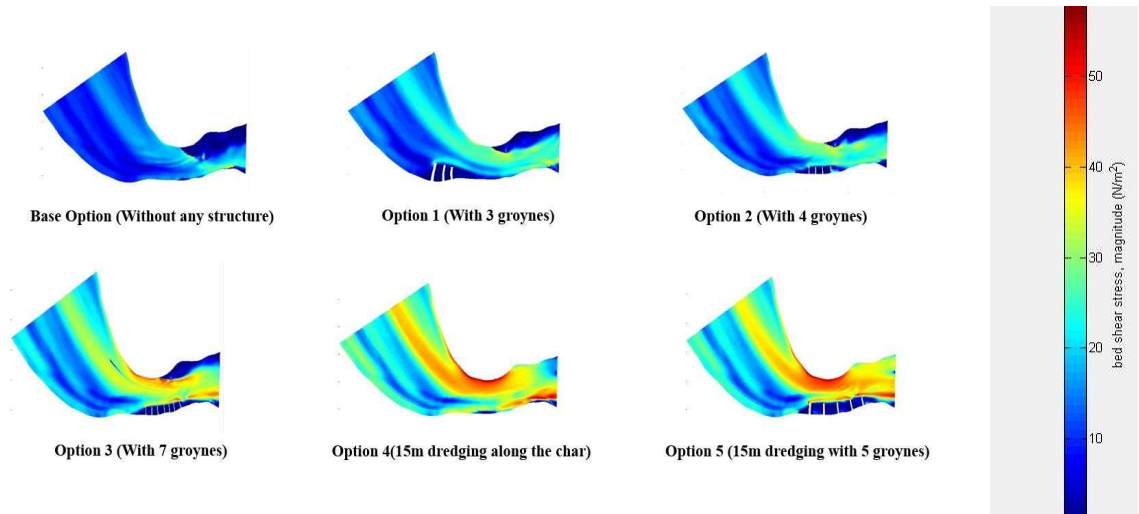 Base Option (Without any structure)
Option 1 (With 3 groynes)
Option 2 (With 4 groynes)
Option 3 (With 7 groynes)
Option 4(15m dredging along the char)
Option 5 (15m dredging with 5 groynes)
50
40
30
20
10
bed shear stress, magnitude (N/m²)